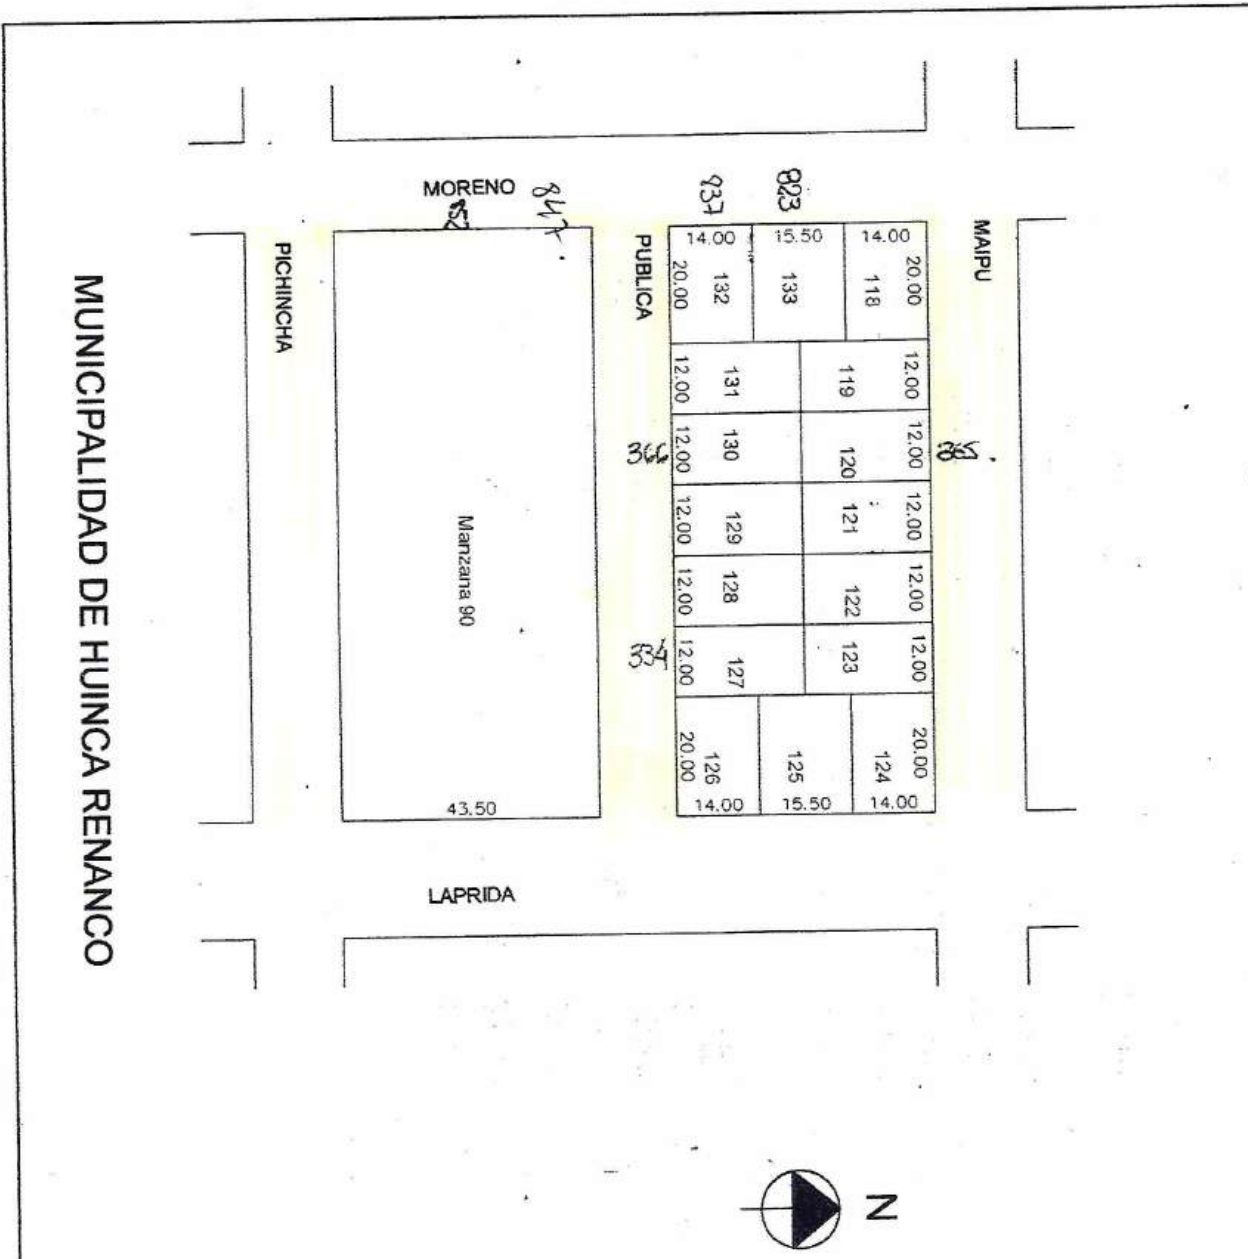 MORENO
847
837
823
PICHINCHA
PUBLICA
MAIPU
14.00 15.50 14.00
20.00 132 133 118 20.00
12.00 131 119 12.00
12.00 130 120 12.00
366
12.00 129 121 12.00
12.00 128 122 12.00
12.00 127 123 12.00
334
20.00 126 125 124 20.00
14.00 15.50 14.00
Manzana 90
43.50
LAPRIDA
MUNICIPALIDAD DE HUINCA RENANCO
N